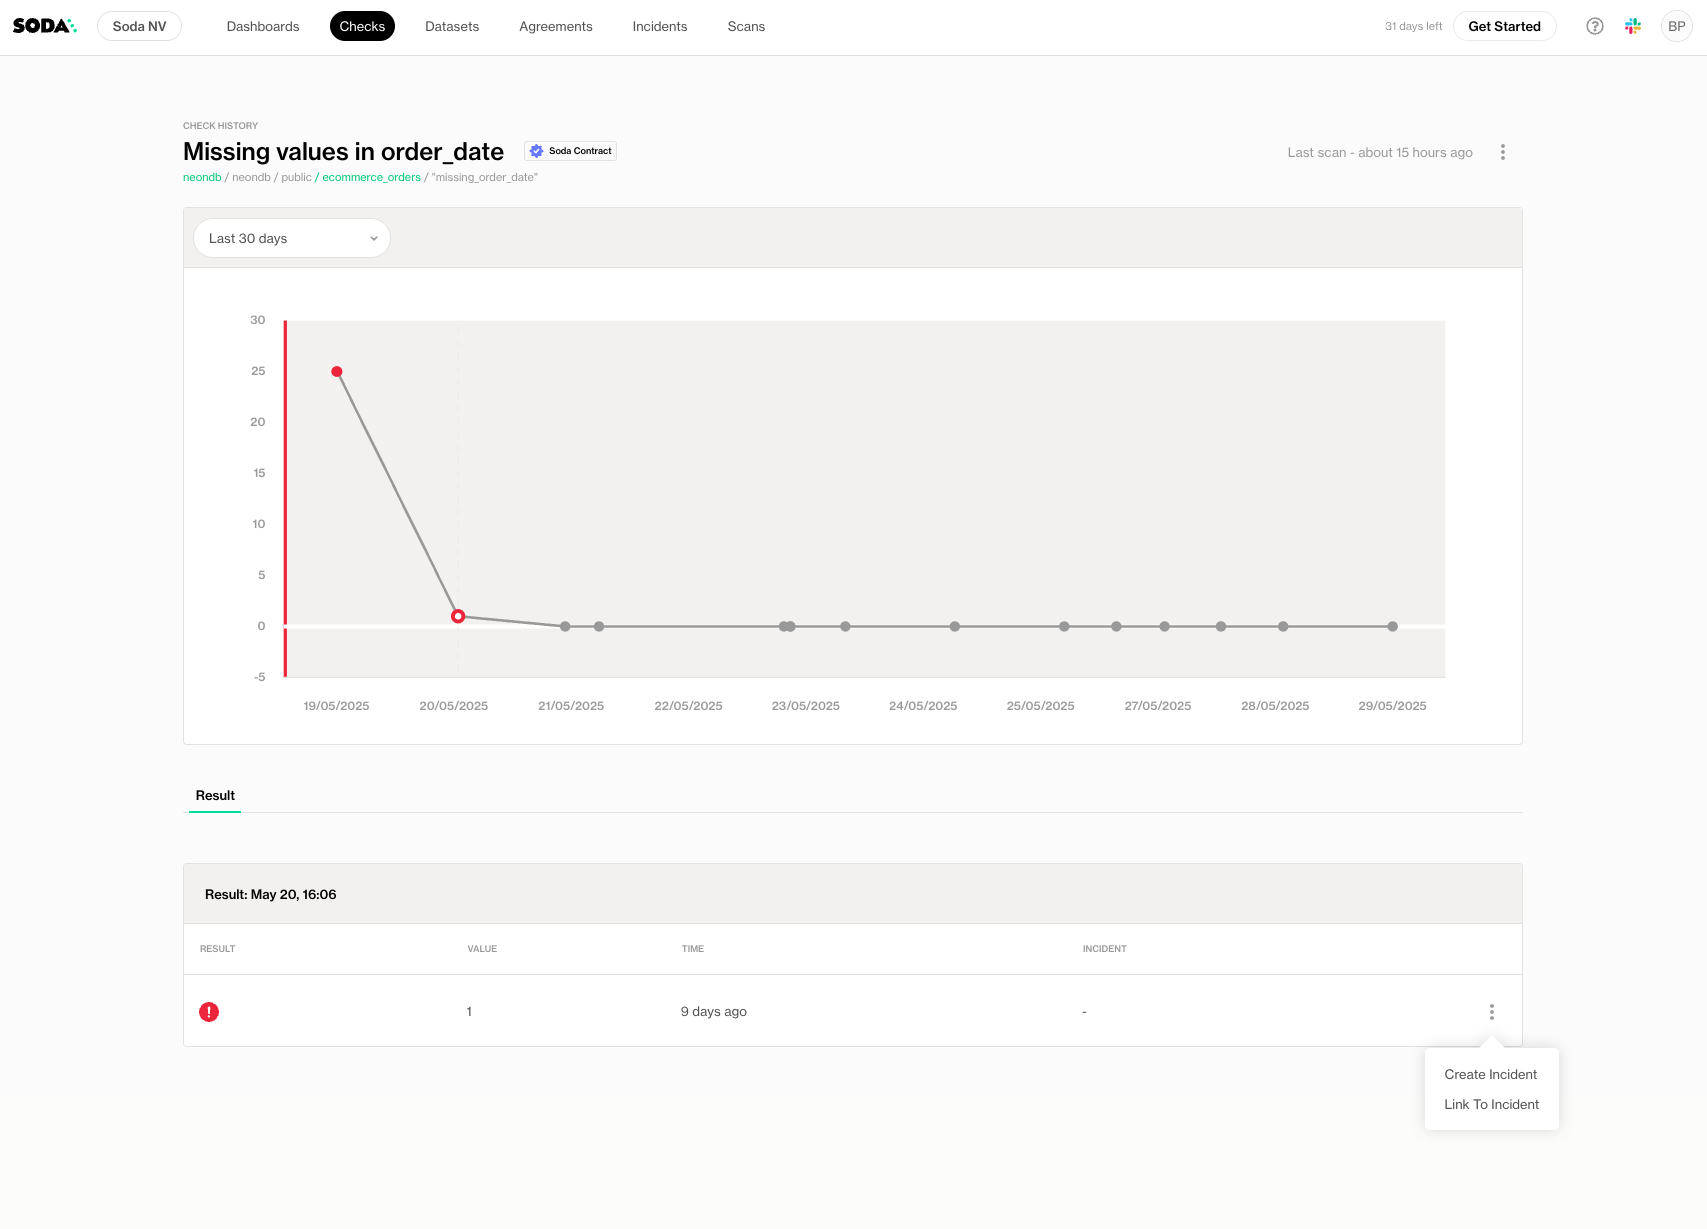 SODA
Soda NV
Dashboards
Checks
Datasets
Agreements
Incidents
Scans
31 days left
Get Started
BP
CHECK HISTORY
Missing values in order_date
Soda Contract
Last scan - about 15 hours ago
neondb / neondb / public / ecommerce_orders / "missing_order_date"
Last 30 days
30
25
20
15
10
5
0
-5
19/05/2025
20/05/2025
21/05/2025
22/05/2025
23/05/2025
24/05/2025
25/05/2025
27/05/2025
28/05/2025
29/05/2025
Result
Result: May 20, 16:06
RESULT
VALUE
TIME
INCIDENT
1
9 days ago
-
Create Incident
Link To Incident